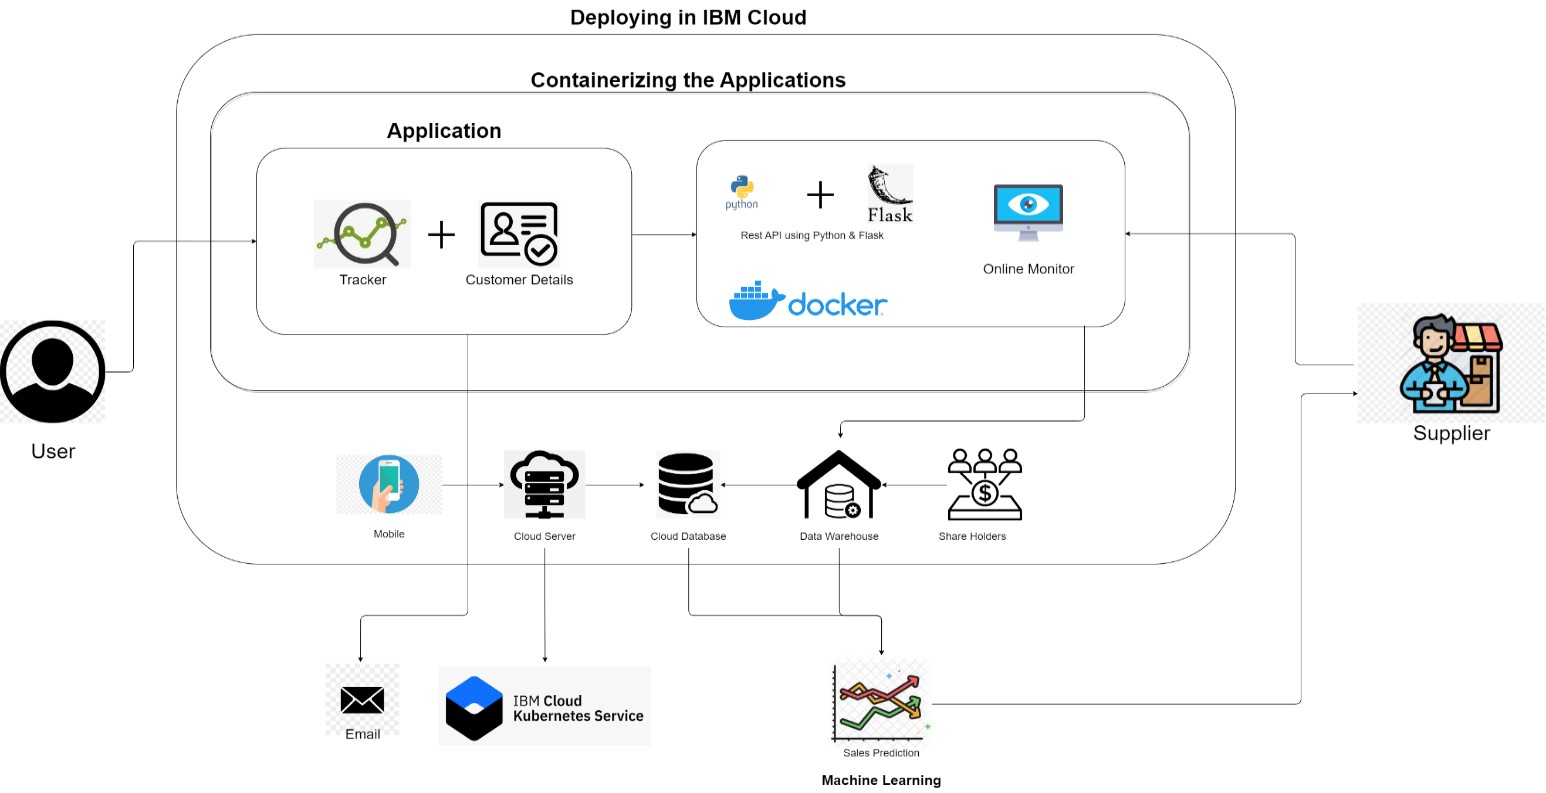 Deploying in IBM Cloud
Containerizing the Applications
Application
Tracker
Customer Details
python
Flask
Rest API using Python & Flask
docker
Online Monitor
User
Supplier
Mobile
Cloud Server
Cloud Database
Data Warehouse
Share Holders
$
Email
IBM Cloud
Kubernetes Service
Sales Prediction
Machine Learning